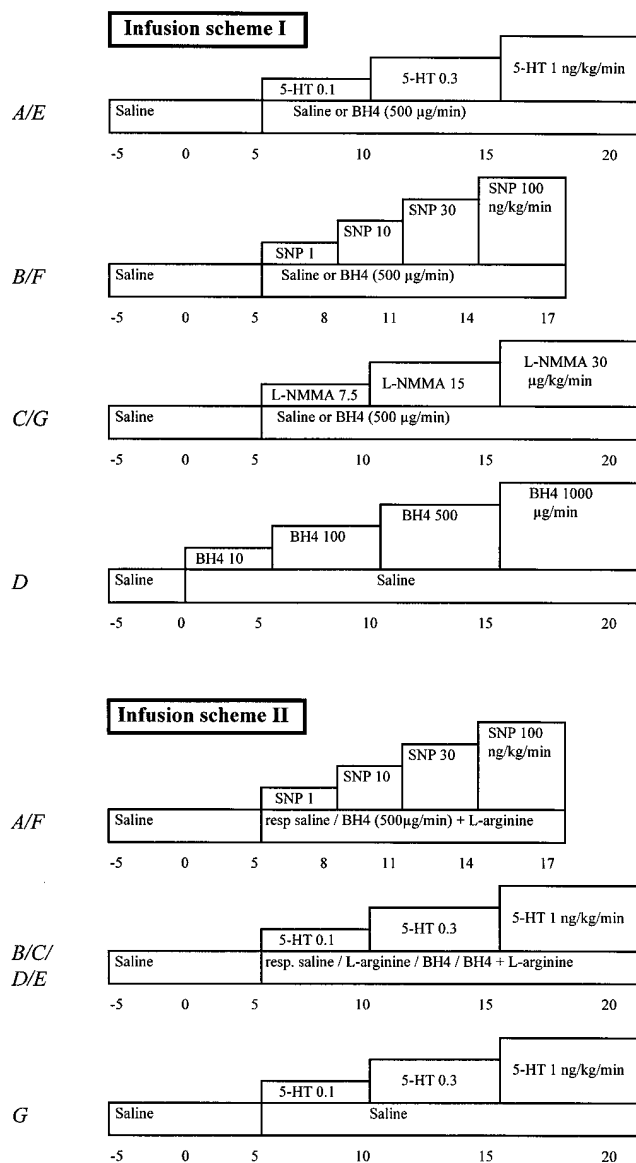 Infusion scheme I
5-HT 0.1
5-HT 0.3
5-HT 1 ng/kg/min
A/E
Saline
Saline or BH4 (500 µg/min)
-5 0 5 10 15 20
SNP 1
SNP 10
SNP 30
SNP 100
ng/kg/min
B/F
Saline
Saline or BH4 (500 µg/min)
-5 0 5 8 11 14 17
L-NMMA 7.5
L-NMMA 15
L-NMMA 30
µg/kg/min
C/G
Saline
Saline or BH4 (500 µg/min)
-5 0 5 10 15 20
BH4 10
BH4 100
BH4 500
BH4 1000
µg/min
D
Saline
Saline
-5 0 5 10 15 20
Infusion scheme II
SNP 1
SNP 10
SNP 30
SNP 100
ng/kg/min
A/F
Saline
resp saline / BH4 (500µg/min) + L-arginine
-5 0 5 8 11 14 17
5-HT 0.1
5-HT 0.3
5-HT 1 ng/kg/min
B/C/
D/E
Saline
resp. saline / L-arginine / BH4 / BH4 + L-arginine
-5 0 5 10 15 20
5-HT 0.1
5-HT 0.3
5-HT 1 ng/kg/min
G
Saline
Saline
-5 0 5 10 15 20